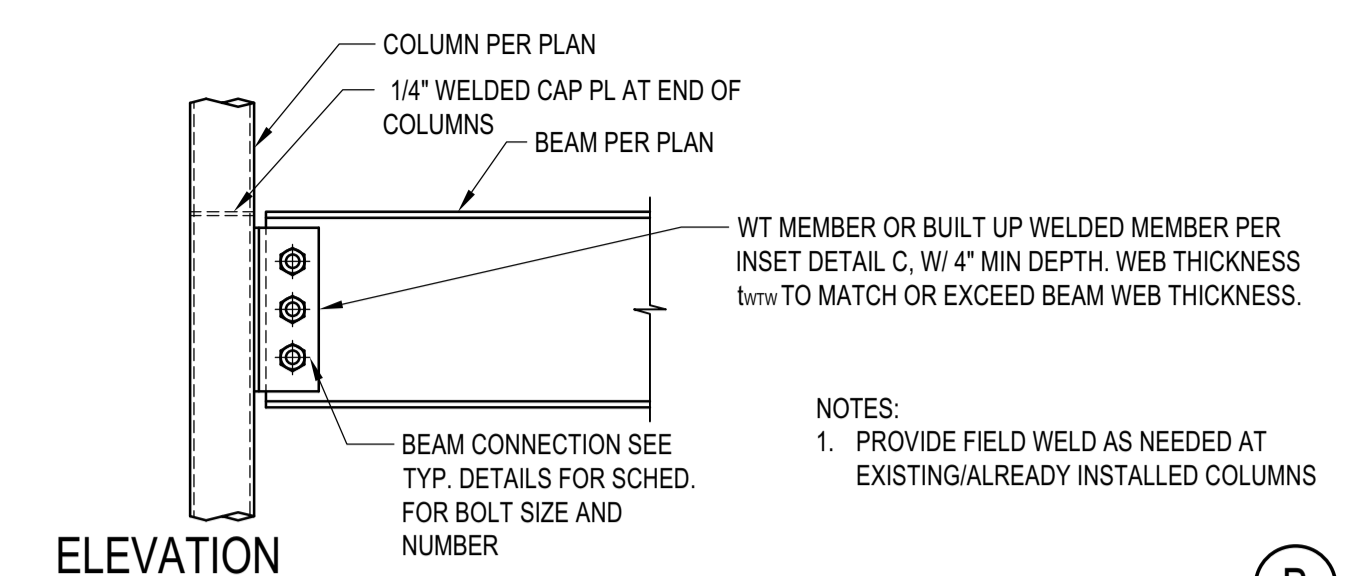 COLUMN PER PLAN
1/4" WELDED CAP PL AT END OF
COLUMNS
BEAM PER PLAN
WT MEMBER OR BUILT UP WELDED MEMBER PER
INSET DETAIL C, W/ 4" MIN DEPTH. WEB THICKNESS
tWTW TO MATCH OR EXCEED BEAM WEB THICKNESS.
NOTES:
1. PROVIDE FIELD WELD AS NEEDED AT
EXISTING/ALREADY INSTALLED COLUMNS
BEAM CONNECTION SEE
TYP. DETAILS FOR SCHED.
FOR BOLT SIZE AND
NUMBER
ELEVATION